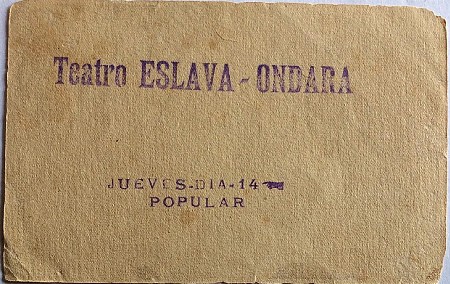 Teatro ESLAVA - ONDARA
JUEVES-DIA-14
POPULAR